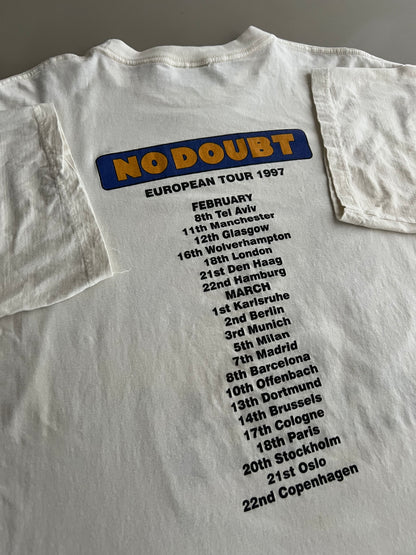 NO DOUBT
EUROPEAN TOUR 1997
FEBRUARY
8th Tel Aviv
11th Manchester
12th Glasgow
16th Wolverhampton
18th London
21st Den Haag
22nd Hamburg
MARCH
1st Karlsruhe
2nd Berlin
3rd Munich
5th Milan
7th Madrid
8th Barcelona
10th Offenbach
13th Dortmund
14th Brussels
17th Cologne
18th Paris
20th Stockholm
21st Oslo
22nd Copenhagen